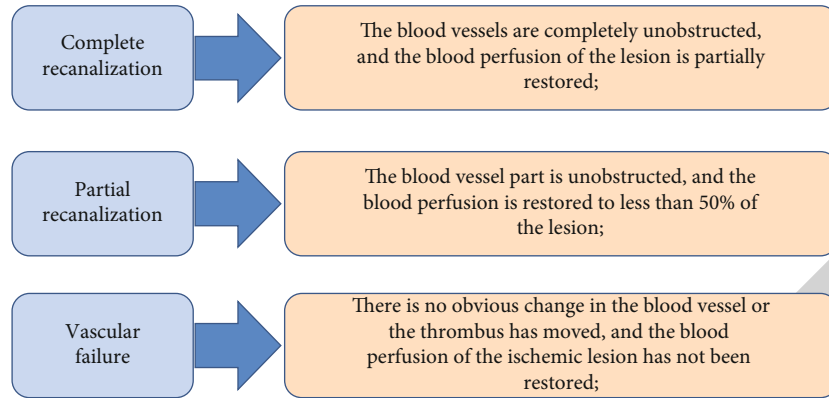 Complete
recanalization
The blood vessels are completely unobstructed,
and the blood perfusion of the lesion is partially
restored;
Partial
recanalization
The blood vessel part is unobstructed, and the
blood perfusion is restored to less than 50% of
the lesion;
Vascular
failure
There is no obvious change in the blood vessel or
the thrombus has moved, and the blood
perfusion of the ischemic lesion has not been
restored;